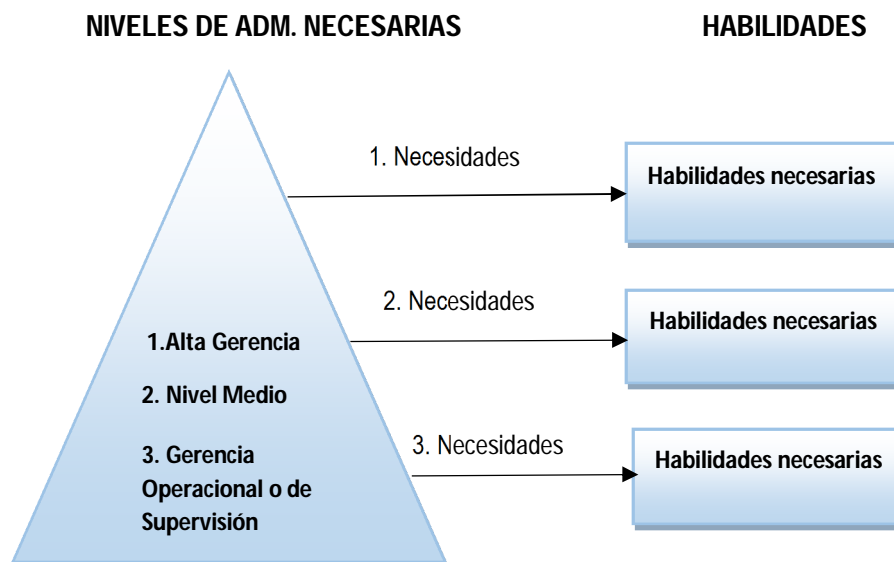 NIVELES DE ADM. NECESARIAS
HABILIDADES
1. Necesidades
Habilidades necesarias
2. Necesidades
Habilidades necesarias
1.Alta Gerencia
2. Nivel Medio
3. Necesidades
Habilidades necesarias
3. Gerencia
Operacional o de
Supervisión